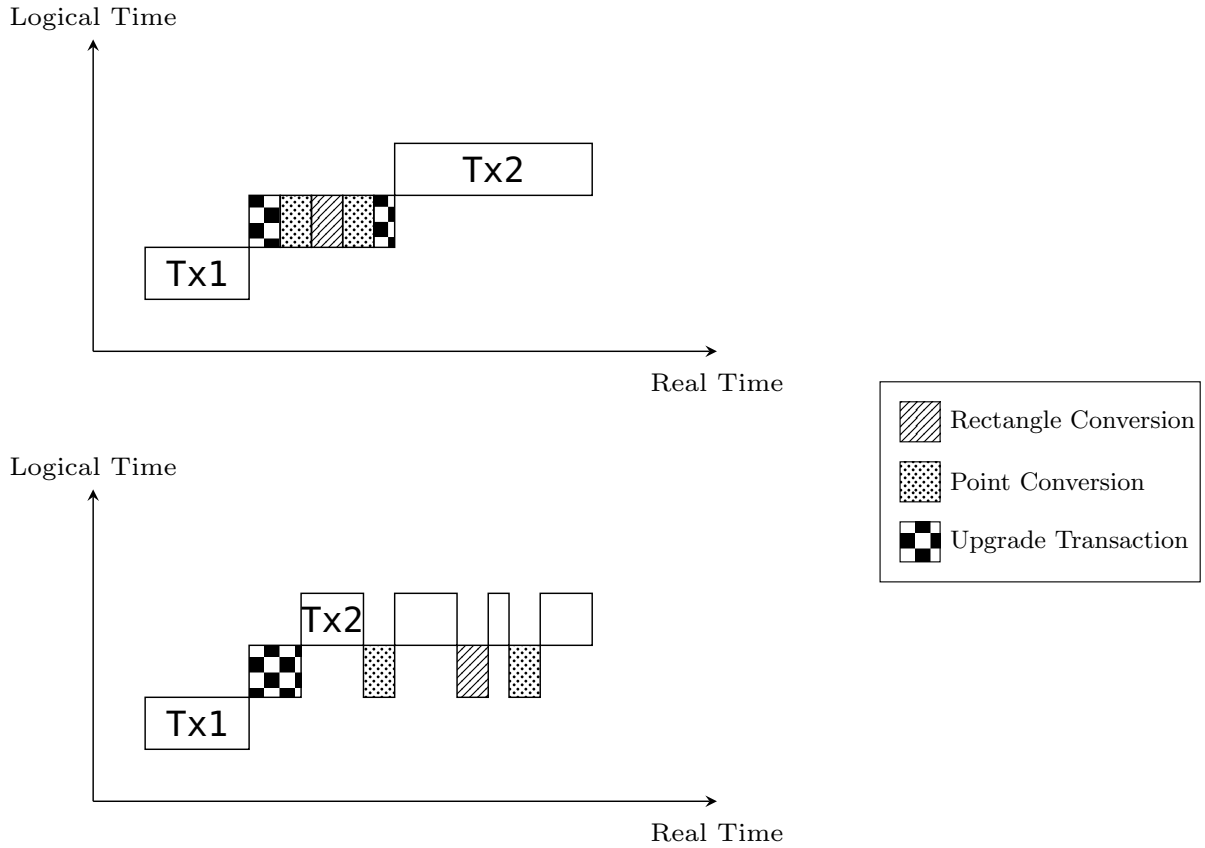 Logical Time
Tx2
Tx1
Real Time
Rectangle Conversion
Point Conversion
Upgrade Transaction
Logical Time
Tx2
Tx1
Real Time